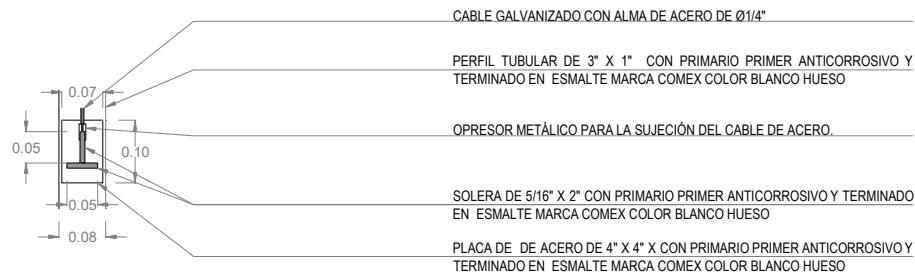 CABLE GALVANIZADO CON ALMA DE ACERO DE Ø1/4"
PERFIL TUBULAR DE 3" X 1" CON PRIMARIO PRIMER ANTICORROSIVO Y
TERMINADO EN ESMALTE MARCA COMEX COLOR BLANCO HUESO
0.07
OPRESOR METÁLICO PARA LA SUJECIÓN DEL CABLE DE ACERO.
0.05
0.10
SOLERA DE 5/16" X 2" CON PRIMARIO PRIMER ANTICORROSIVO Y TERMINADO
EN ESMALTE MARCA COMEX COLOR BLANCO HUESO
0.05
0.08
PLACA DE DE ACERO DE 4" X 4" X CON PRIMARIO PRIMER ANTICORROSIVO Y
TERMINADO EN ESMALTE MARCA COMEX COLOR BLANCO HUESO